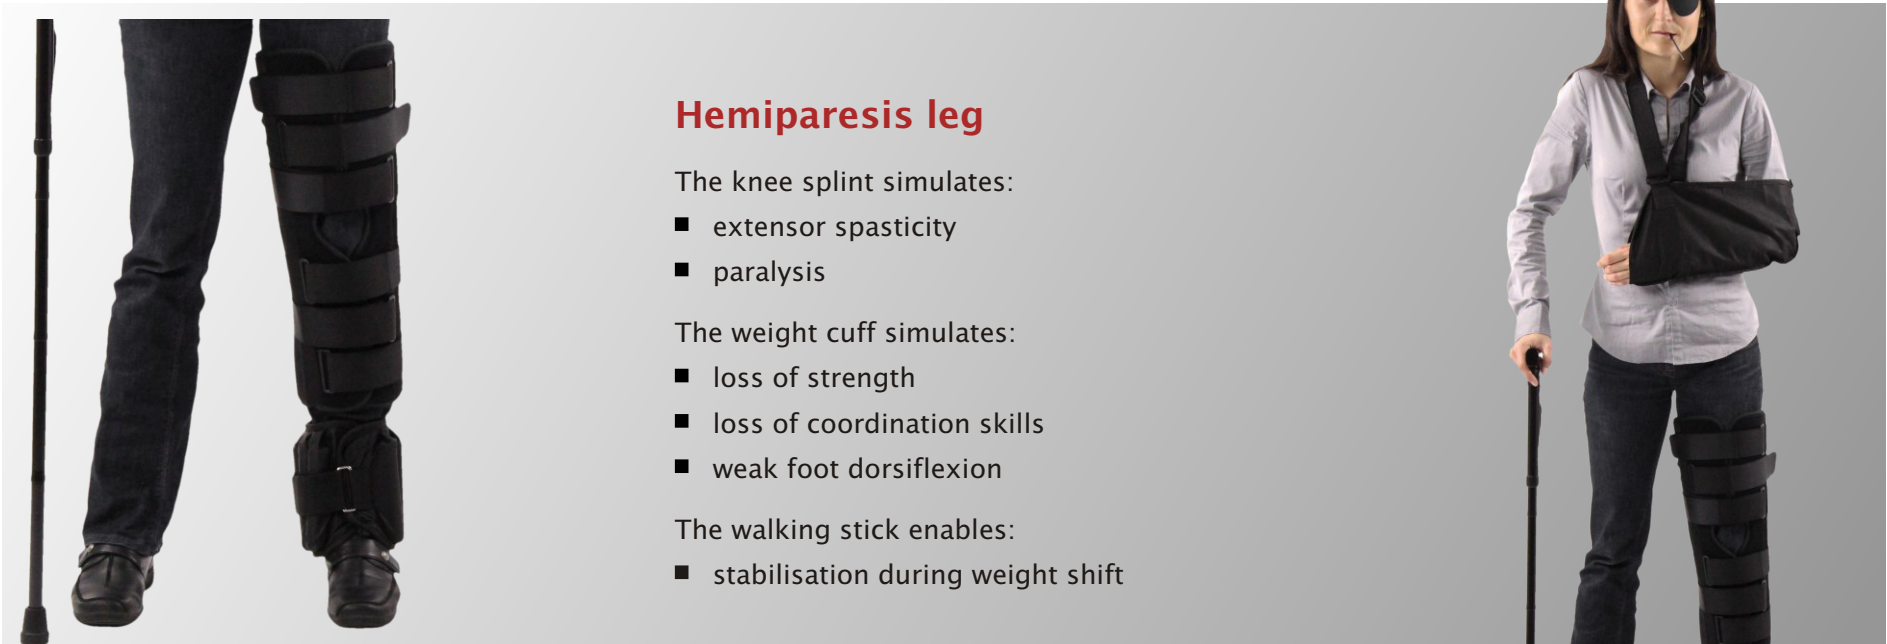 Hemiparesis leg
The knee splint simulates:
■ extensor spasticity
■ paralysis
The weight cuff simulates:
■ loss of strength
■ loss of coordination skills
■ weak foot dorsiflexion
The walking stick enables:
■ stabilisation during weight shift